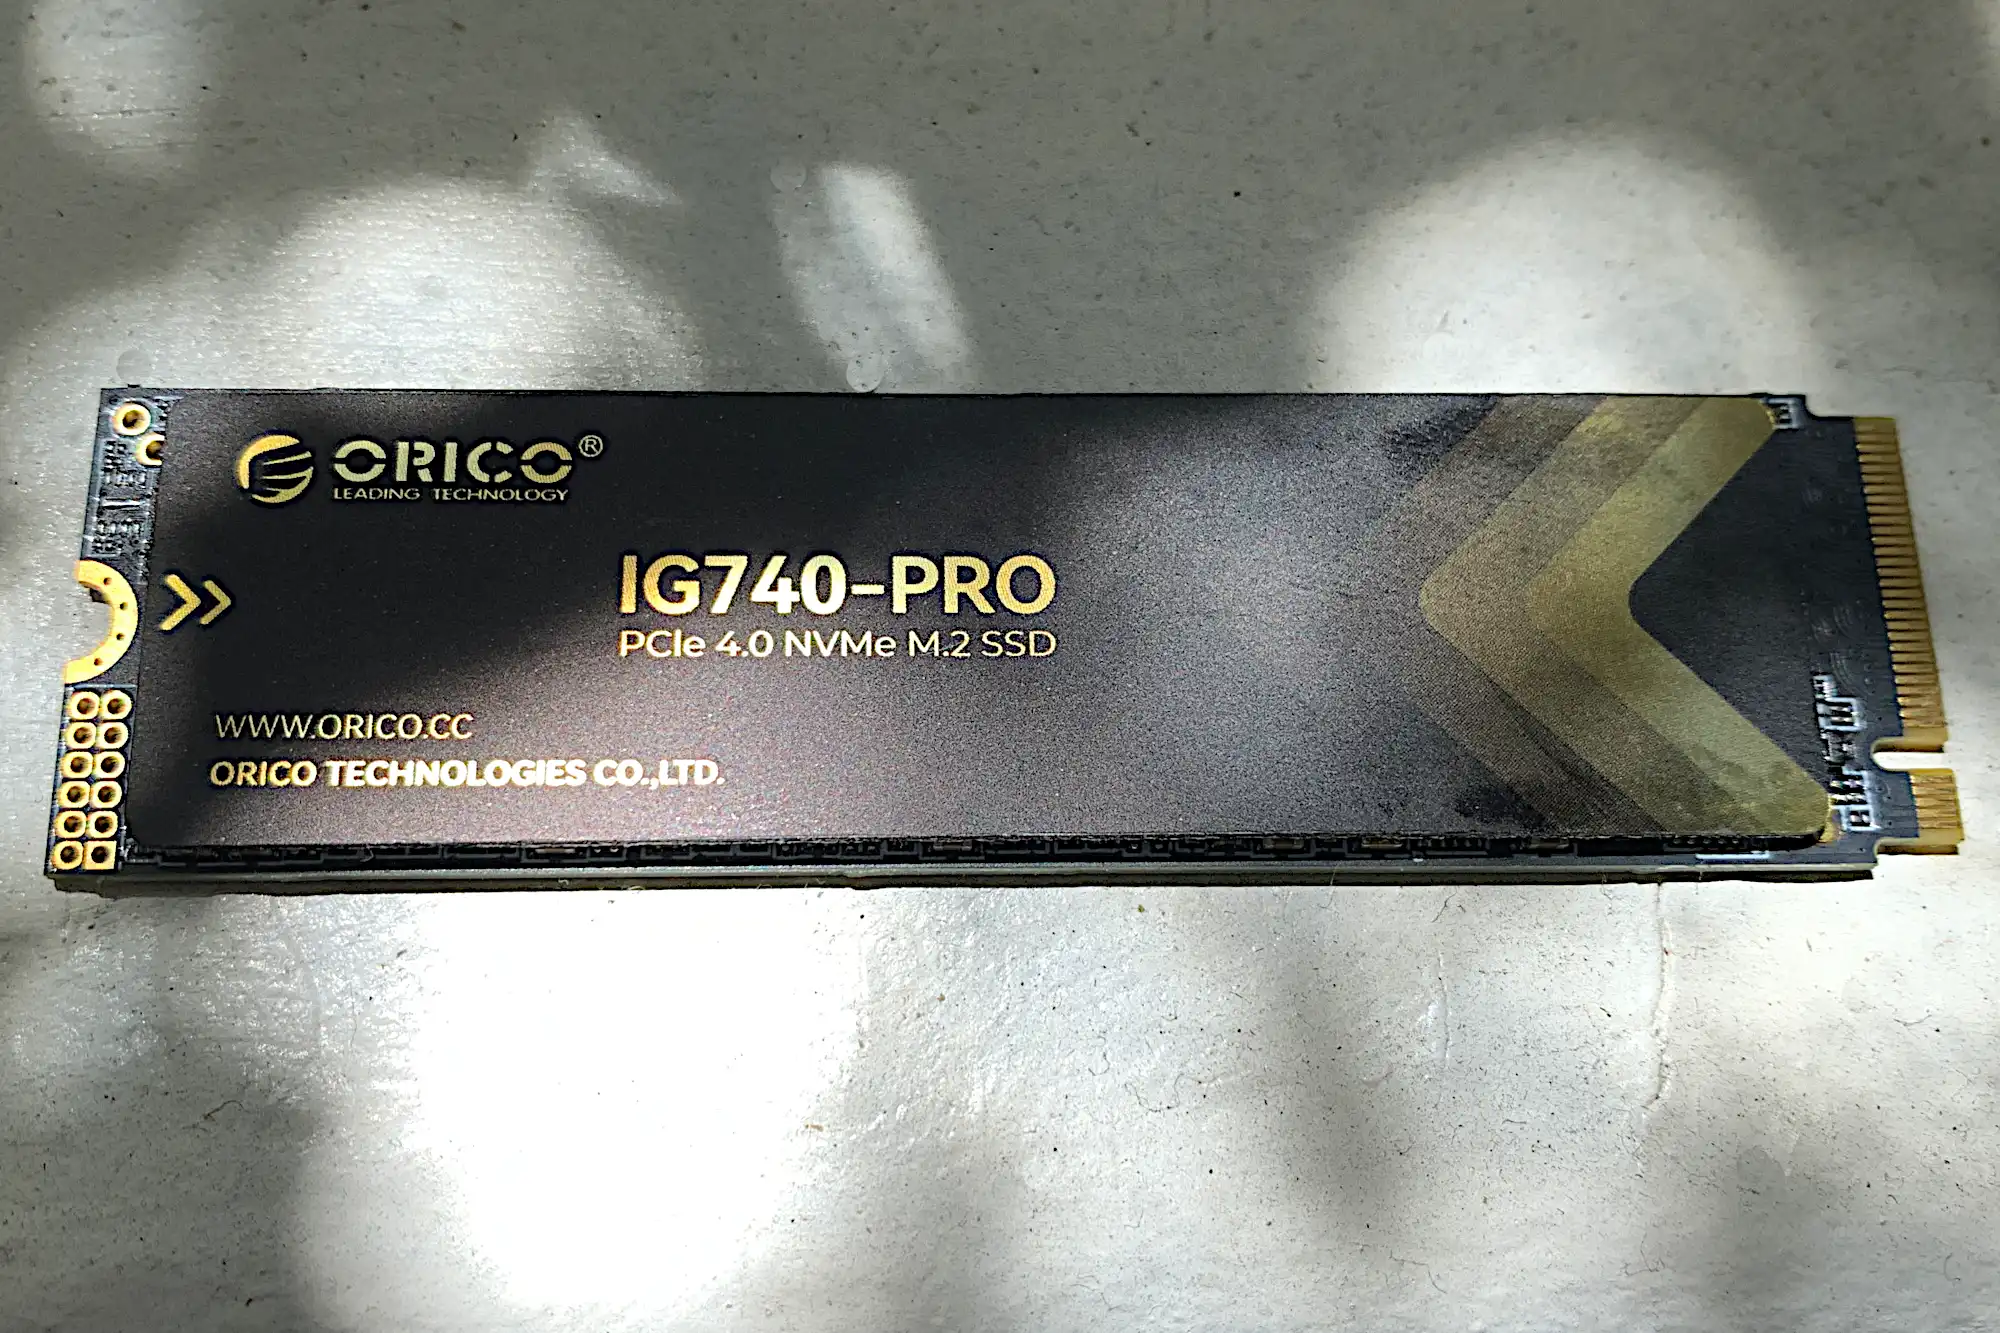 ORICO®
LEADING TECHNOLOGY
IG740-PRO
PCIe 4.0 NVMe M.2 SSD
WWW.ORICO.CC
ORICO TECHNOLOGIES CO.,LTD.